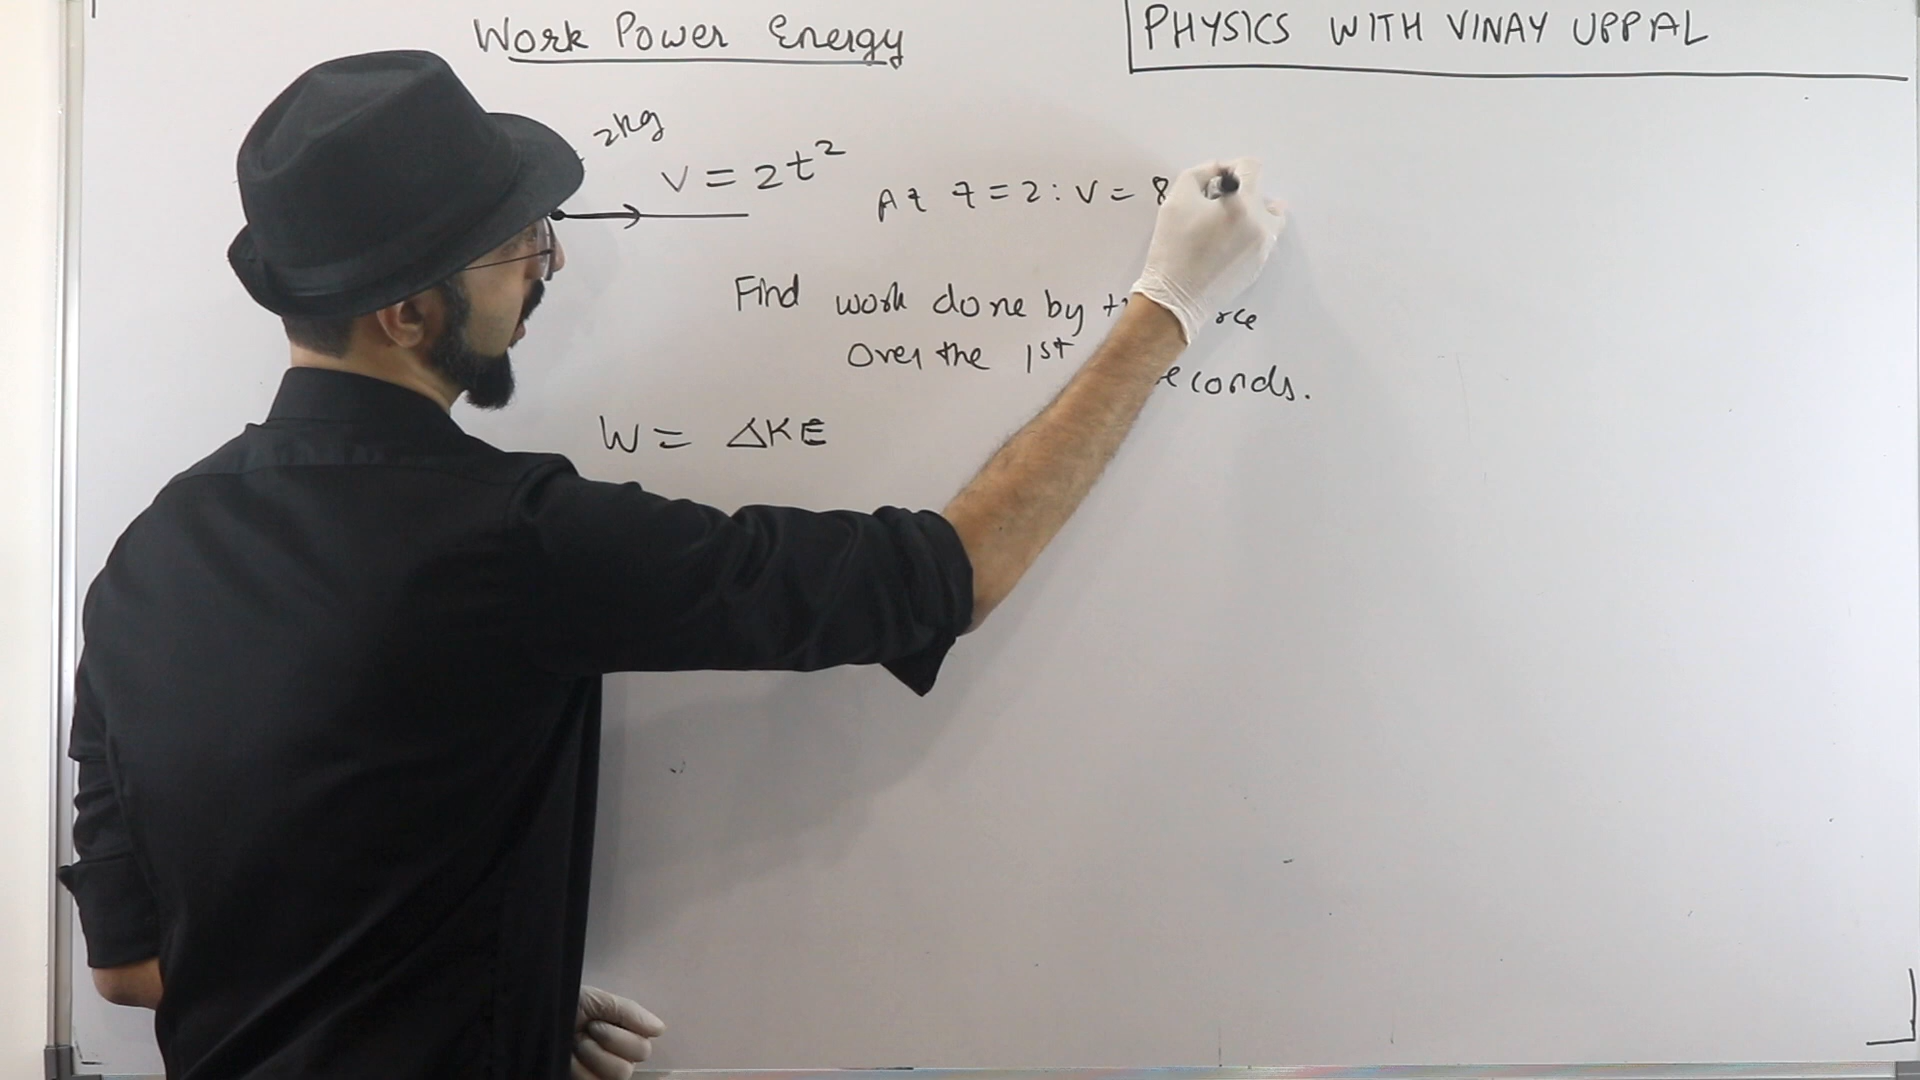 Work Power Energy
PHYSICS WITH VINAY UPPAL
2kg
v = 2t²
At t = 2 : v = 8
Find work done by
Over the 1st
W = ΔKE